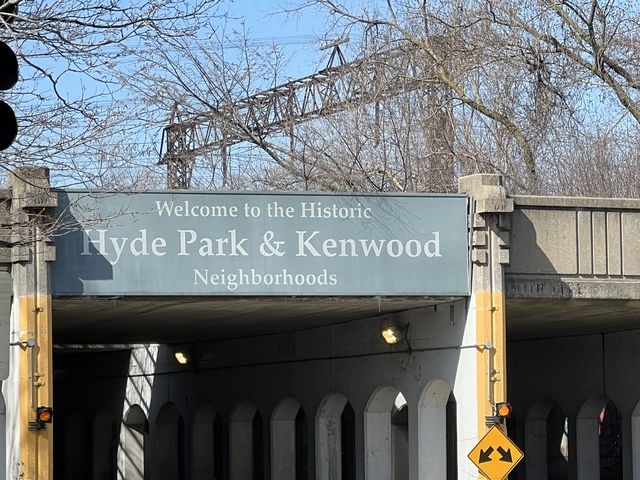 Welcome to the Historic
Hyde Park & Kenwood
Neighborhoods